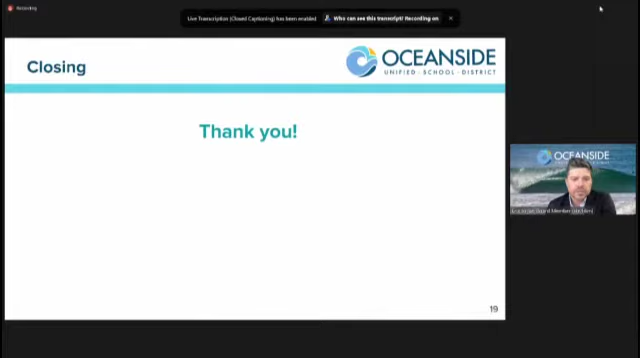 Recording
Live Transcription (Closed Captioning) has been enabled
Who can see this transcript? Recording on
Closing
OCEANSIDE
UNIFIED · SCHOOL · DISTRICT
Thank you!
OCEANSIDE
19